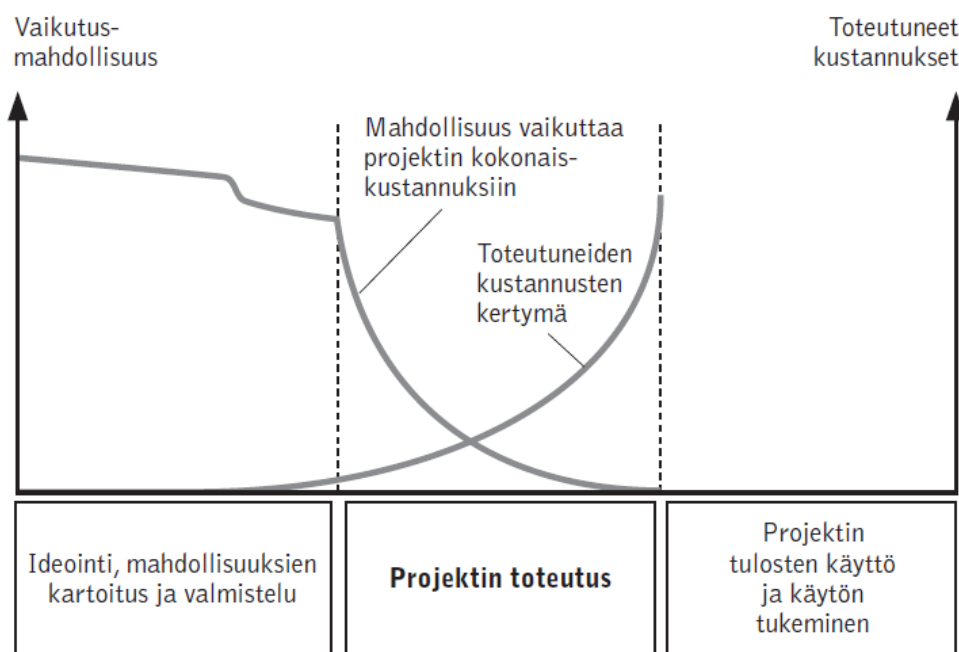 Vaikutus-
mahdollisuus
Toteutuneet
kustannukset
Mahdollisuus vaikuttaa
projektin kokonais-
kustannuksiin
Toteutuneiden
kustannusten
kertymä
Ideointi, mahdollisuuksien
kartoitus ja valmistelu
Projektin toteutus
Projektin
tulosten käyttö
ja käytön
tukeminen